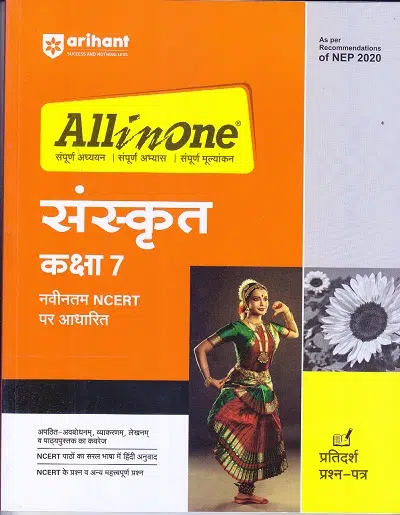 arihant
SUCCESS AND NOTHING LESS
As per
Recommendations
of NEP 2020
All in One®
संपूर्ण अध्ययन | संपूर्ण अभ्यास | संपूर्ण मूल्यांकन
संस्कृत
कक्षा 7
नवीनतम NCERT
पर आधारित
अपठित-अवबोधनम्, व्याकरणम्, लेखनम्
व पाठ्यपुस्तक का कवरेज
NCERT पाठों का सरल भाषा में हिंदी अनुवाद
NCERT के प्रश्न व अन्य महत्त्वपूर्ण प्रश्न
प्रतिदर्श
प्रश्न-पत्र